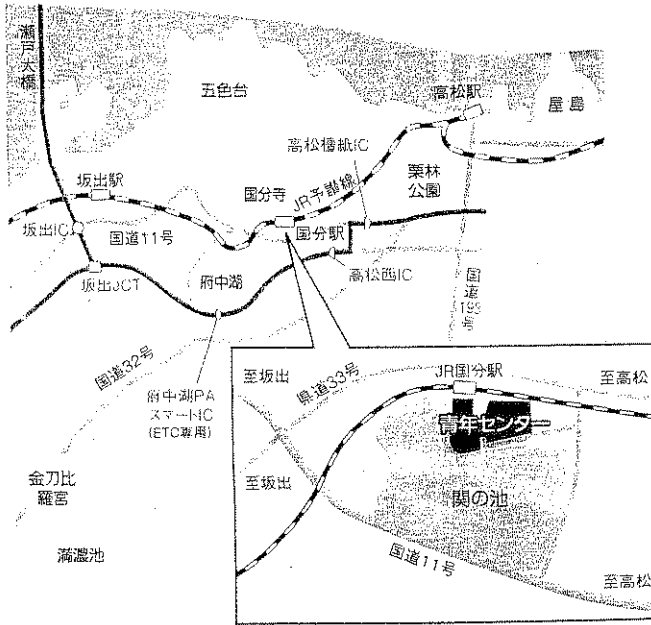 瀬戸大橋
五色台
高松駅
屋島
高松檀紙IC
栗林
公園
坂出駅
国分寺
JR予讃線
坂出IC
国道11号
国分駅
坂出JCT
府中湖
高松西IC
国道193号
国道32号
府中湖PA
スマートIC
(ETC専用)
金刀比
羅宮
満濃池
至坂出
県道33号
JR国分駅
至高松
青年センター
至坂出
関の池
国道11号
至高松